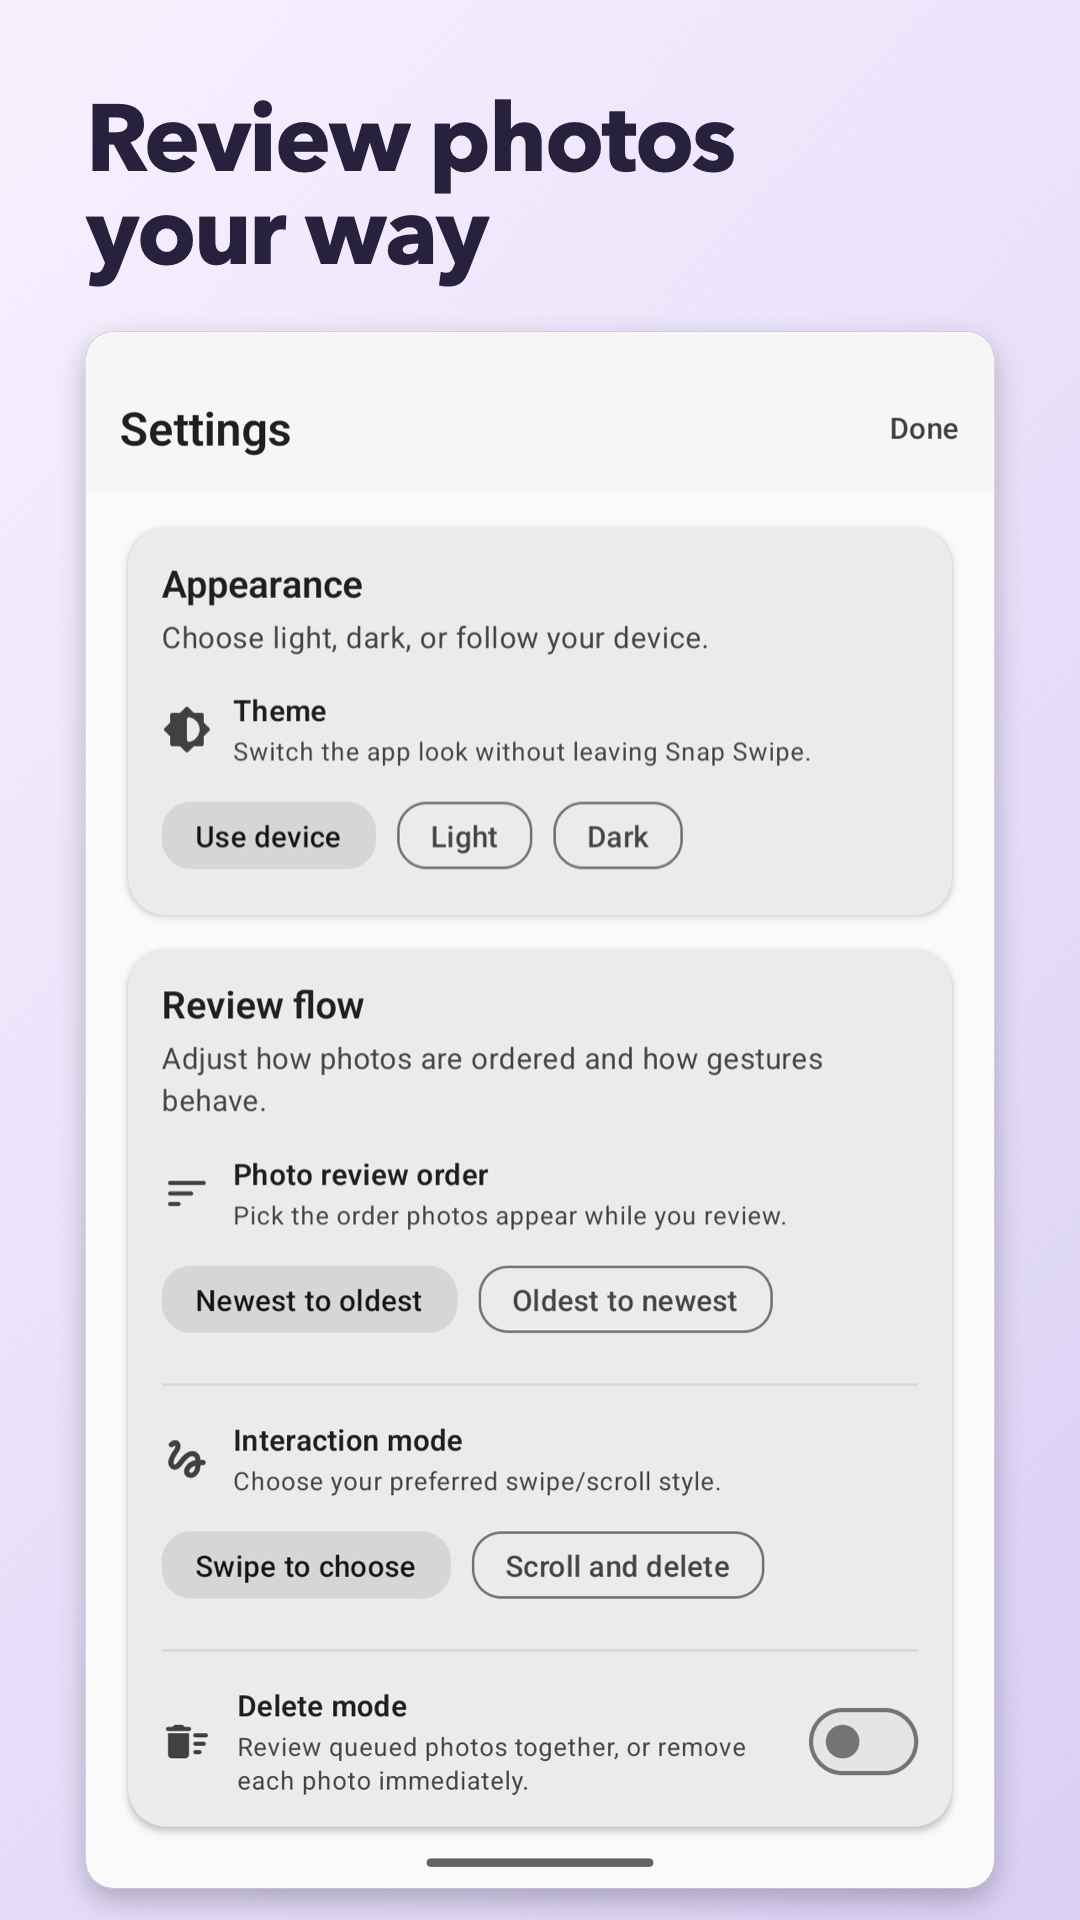 Review photos
your way
Settings
Done
Appearance
Choose light, dark, or follow your device.
Theme
Switch the app look without leaving Snap Swipe.
Use device
Light
Dark
Review flow
Adjust how photos are ordered and how gestures
behave.
Photo review order
Pick the order photos appear while you review.
Newest to oldest
Oldest to newest
Interaction mode
Choose your preferred swipe/scroll style.
Swipe to choose
Scroll and delete
Delete mode
Review queued photos together, or remove
each photo immediately.